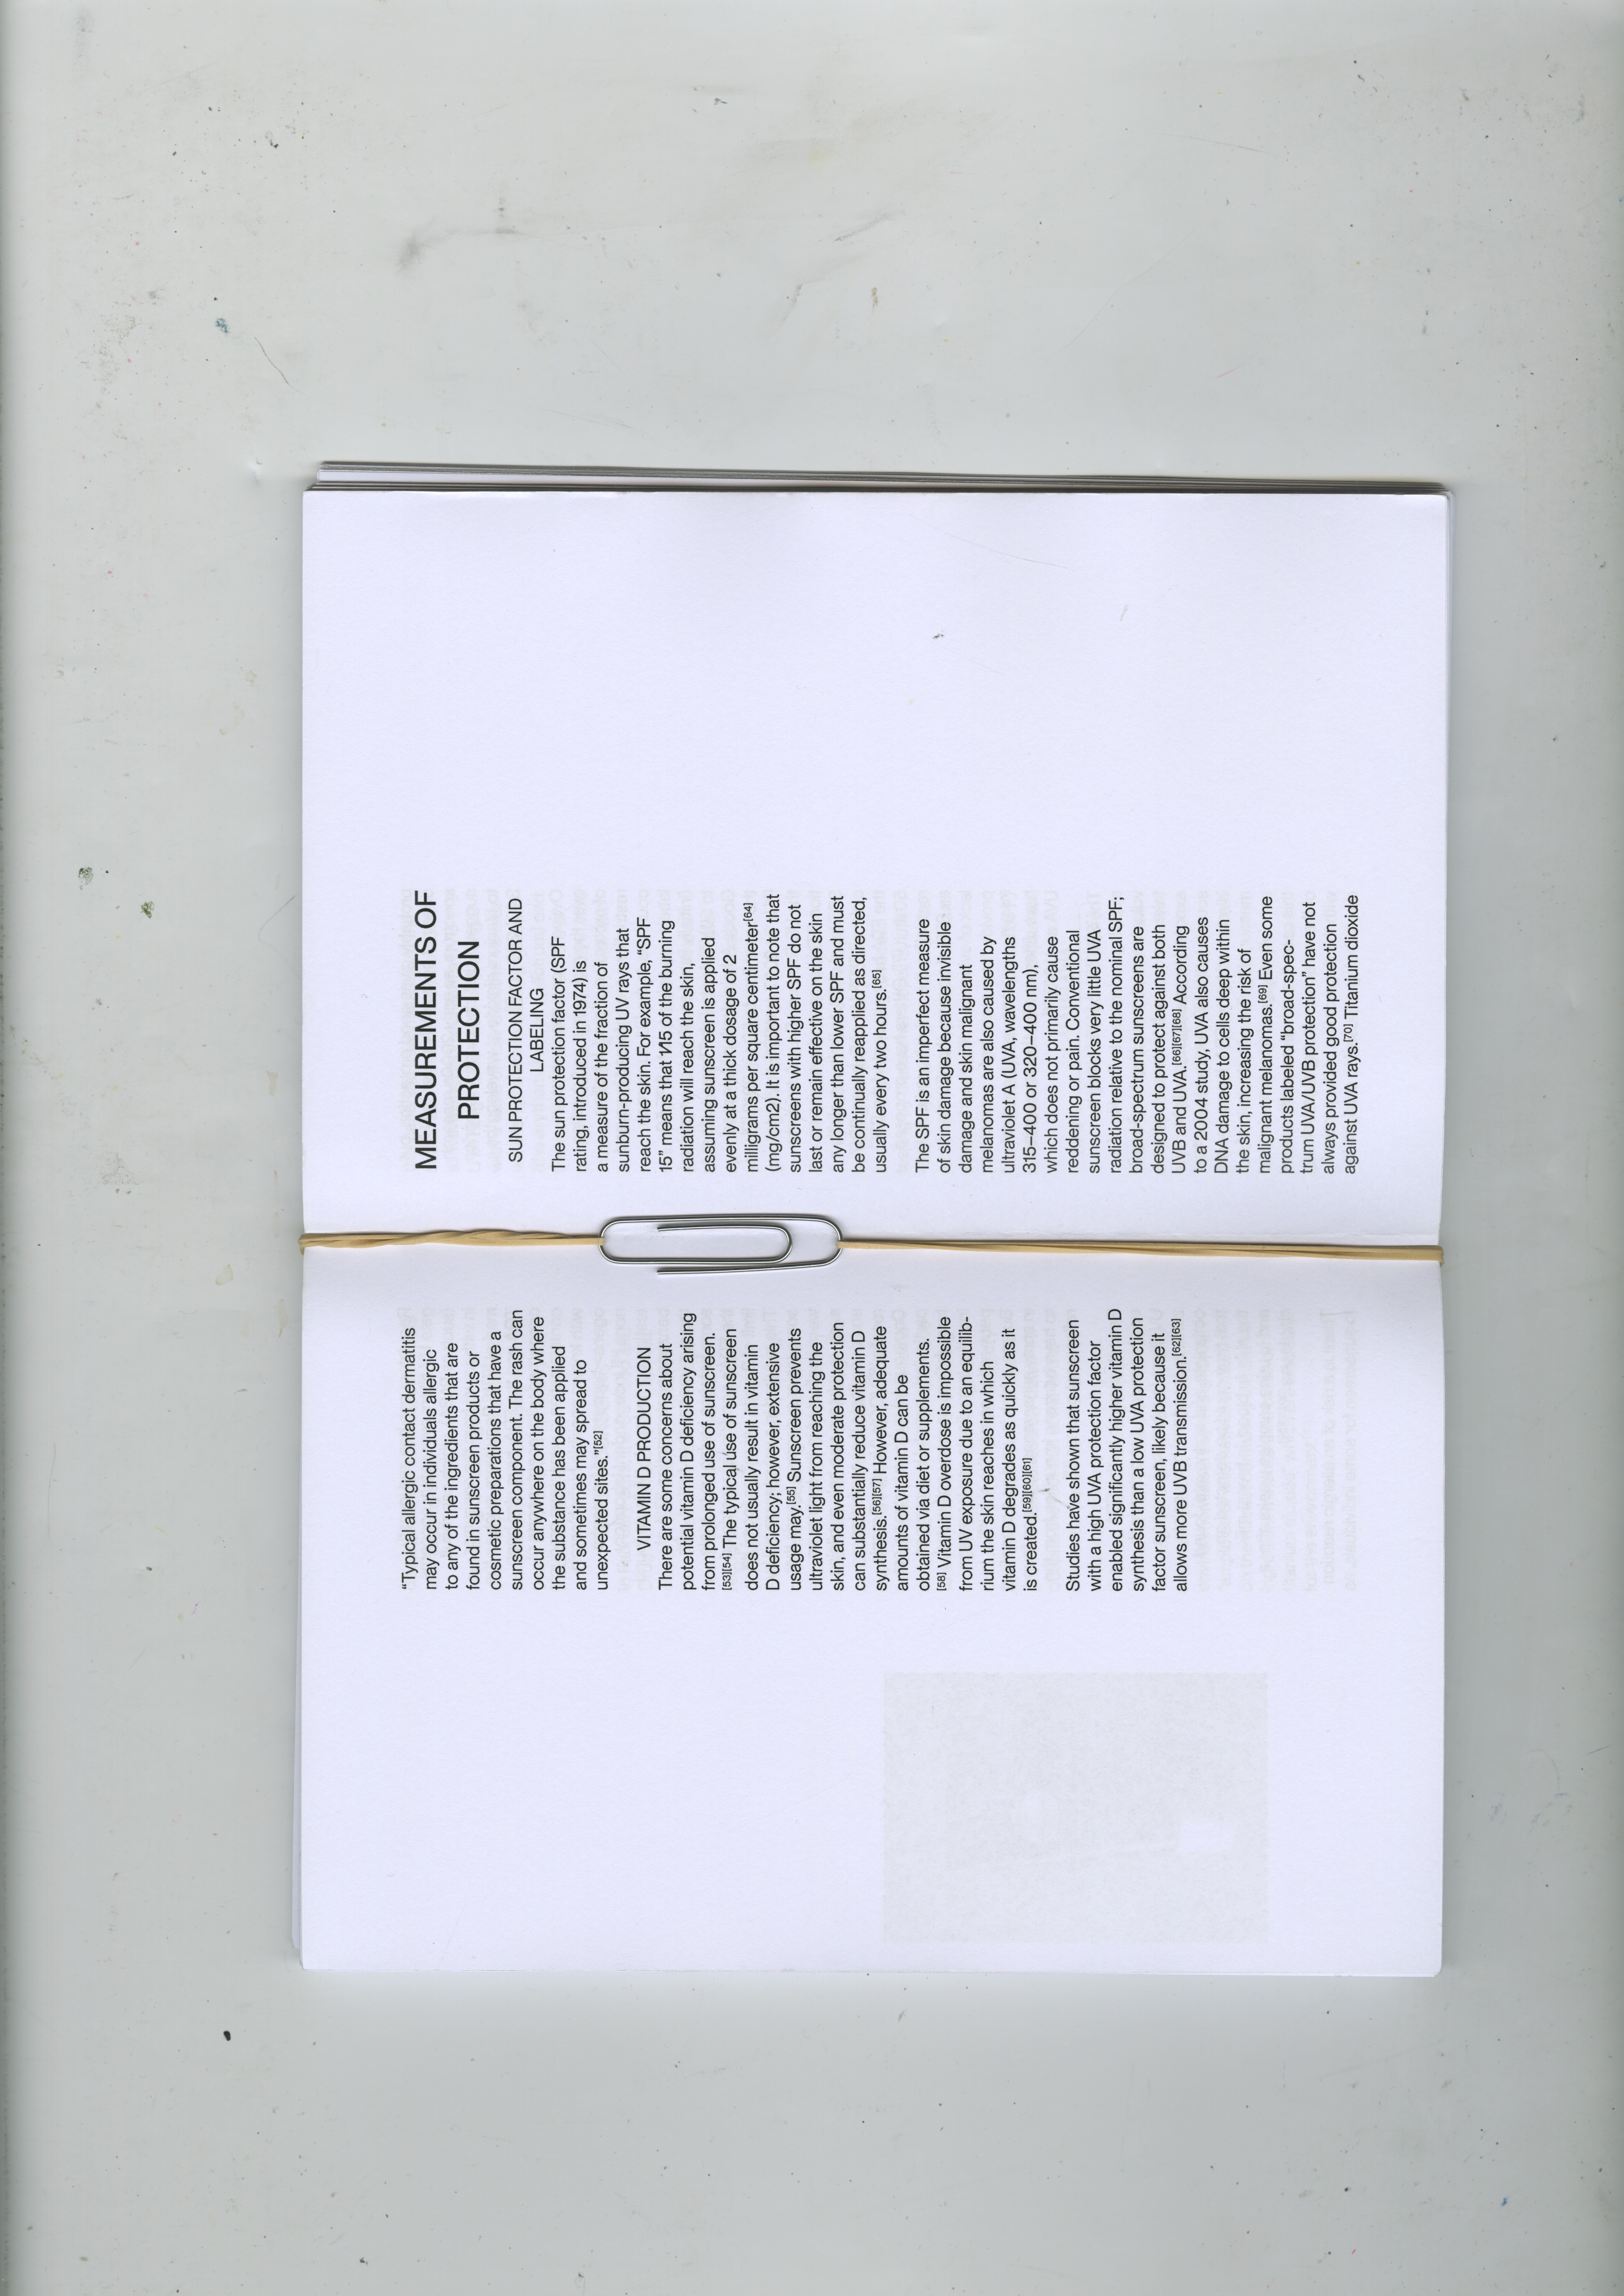 “Typical allergic contact dermatitis
may occur in individuals allergic
to any of the ingredients that are
found in sunscreen products or
cosmetic preparations that have a
sunscreen component. The rash can
occur anywhere on the body where
the substance has been applied
and sometimes may spread to
unexpected sites.”[52]
VITAMIN D PRODUCTION
There are some concerns about
potential vitamin D deficiency arising
from prolonged use of sunscreen.
[53][54] The typical use of sunscreen
does not usually result in vitamin
D deficiency; however, extensive
usage may.[55] Sunscreen prevents
ultraviolet light from reaching the
skin, and even moderate protection
can substantially reduce vitamin D
synthesis.[56][57] However, adequate
amounts of vitamin D can be
obtained via diet or supplements.
[58] Vitamin D overdose is impossible
from UV exposure due to an equilib-
rium the skin reaches in which
vitamin D degrades as quickly as it
is created.[59][60][61]
Studies have shown that sunscreen
with a high UVA protection factor
enabled significantly higher vitamin D
synthesis than a low UVA protection
factor sunscreen, likely because it
allows more UVB transmission.[62][63]
MEASUREMENTS OF
PROTECTION
SUN PROTECTION FACTOR AND
LABELING
The sun protection factor (SPF
rating, introduced in 1974) is
a measure of the fraction of
sunburn-producing UV rays that
reach the skin. For example, “SPF
15” means that 1⁄15 of the burning
radiation will reach the skin,
assuming sunscreen is applied
evenly at a thick dosage of 2
milligrams per square centimeter[64]
(mg/cm2). It is important to note that
sunscreens with higher SPF do not
last or remain effective on the skin
any longer than lower SPF and must
be continually reapplied as directed,
usually every two hours.[65]
The SPF is an imperfect measure
of skin damage because invisible
damage and skin malignant
melanomas are also caused by
ultraviolet A (UVA, wavelengths
315–400 or 320–400 nm),
which does not primarily cause
reddening or pain. Conventional
sunscreen blocks very little UVA
radiation relative to the nominal SPF;
broad-spectrum sunscreens are
designed to protect against both
UVB and UVA.[66][67][68] According
to a 2004 study, UVA also causes
DNA damage to cells deep within
the skin, increasing the risk of
malignant melanomas.[69] Even some
products labeled “broad-spec-
trum UVA/UVB protection” have not
always provided good protection
against UVA rays.[70] Titanium dioxide